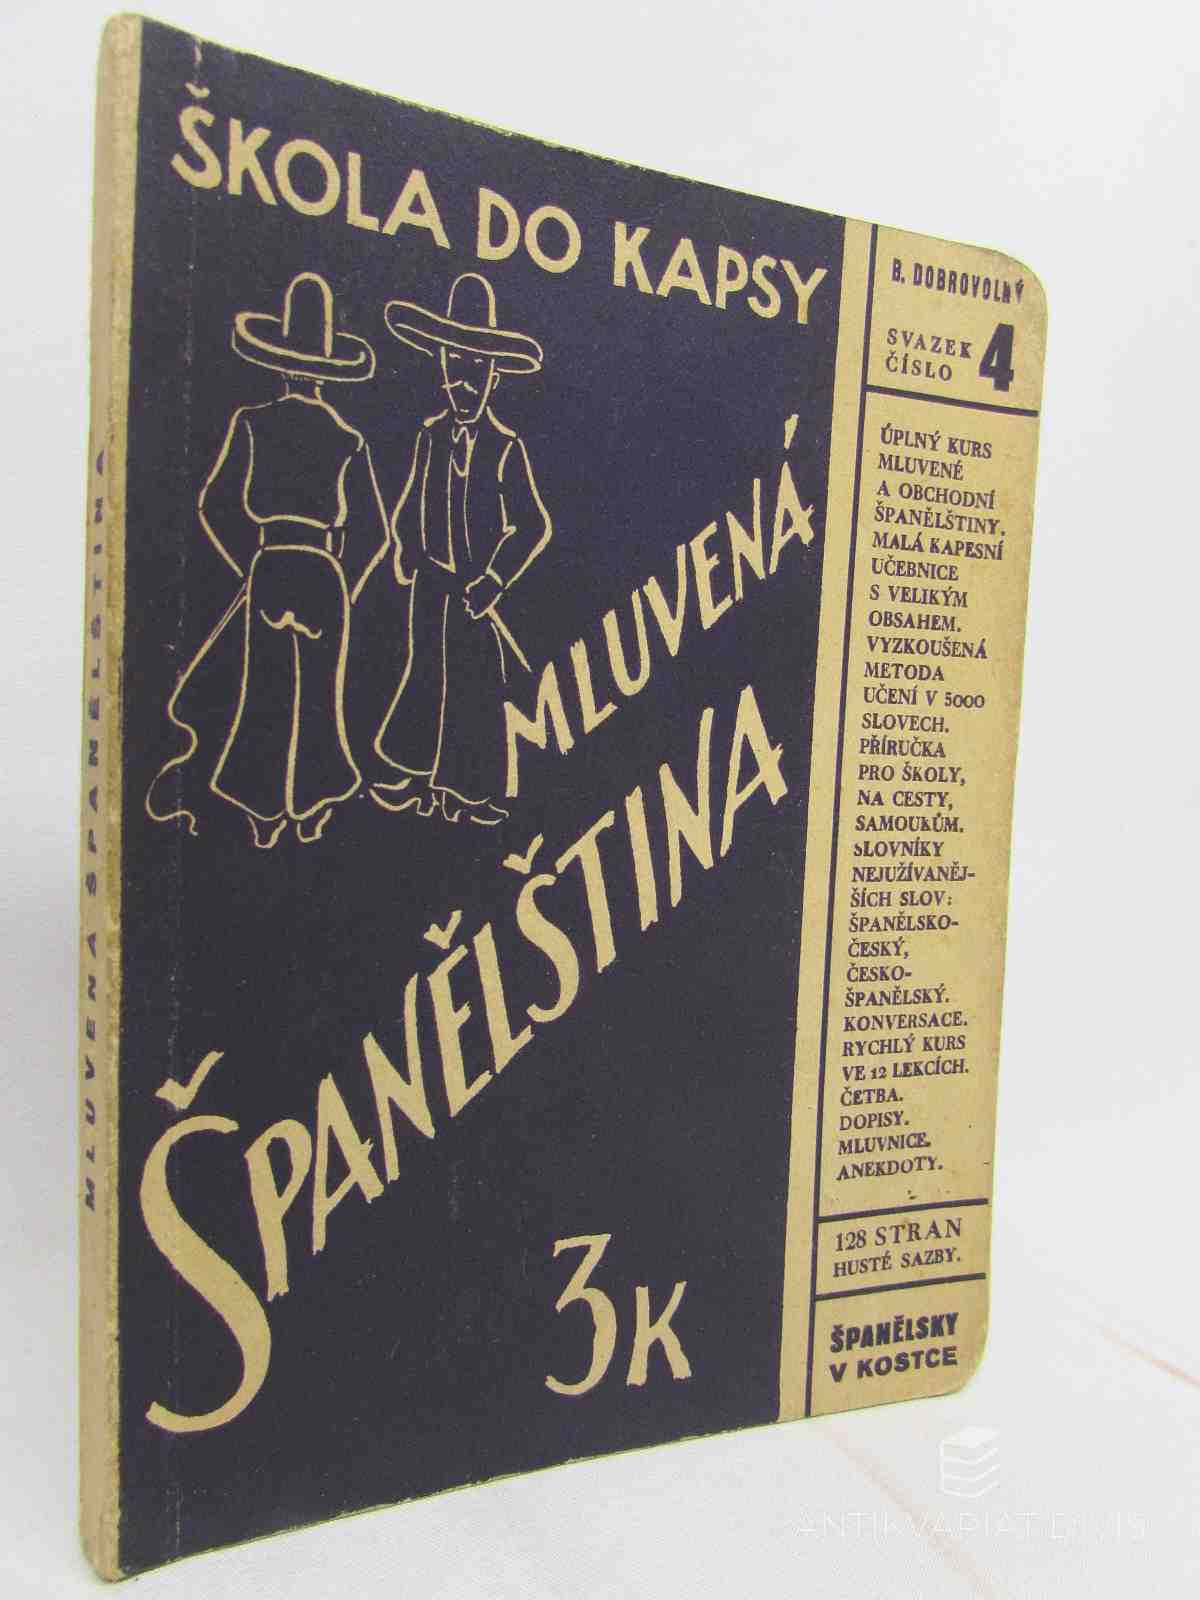 ŠKOLA DO KAPSY
MLUVENÁ
ŠPANĚLŠTINA
3K
B. DOBROVOLNÝ
SVAZEK
ČÍSLO 4
ÚPLNÝ KURS
MLUVENÉ
A OBCHODNÍ
ŠPANĚLŠTINY.
MALÁ KAPESNÍ
UČEBNICE
S VELIKÝM
OBSAHEM.
VYZKOUŠENÁ
METODA
UČENÍ V 5000
SLOVECH.
PŘÍRUČKA
PRO ŠKOLY,
NA CESTY,
SAMOUKŮM.
SLOVNÍKY
NEJUŽÍVANĚJ-
ŠÍCH SLOV:
ŠPANĚLSKO-
ČESKÝ,
ČESKO-
ŠPANĚLSKÝ.
KONVERSACE.
RYCHLÝ KURS
VE 12 LEKCÍCH.
ČETBA.
DOPISY.
MLUVNICE.
ANEKDOTY.
128 STRAN
HUSTÉ SAZBY.
ŠPANĚLSKY
V KOSTCE
MLUVENÁ ŠPANĚLŠTINA